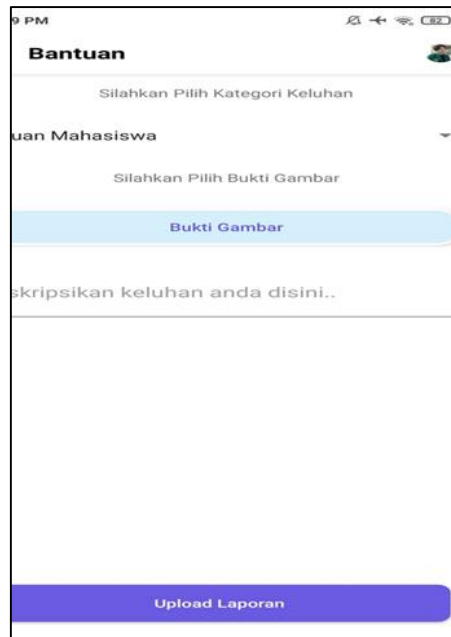 9 PM 82
Bantuan
Silahkan Pilih Kategori Keluhan
uan Mahasiswa
Silahkan Pilih Bukti Gambar
Bukti Gambar
skripsikan keluhan anda disini..
Upload Laporan